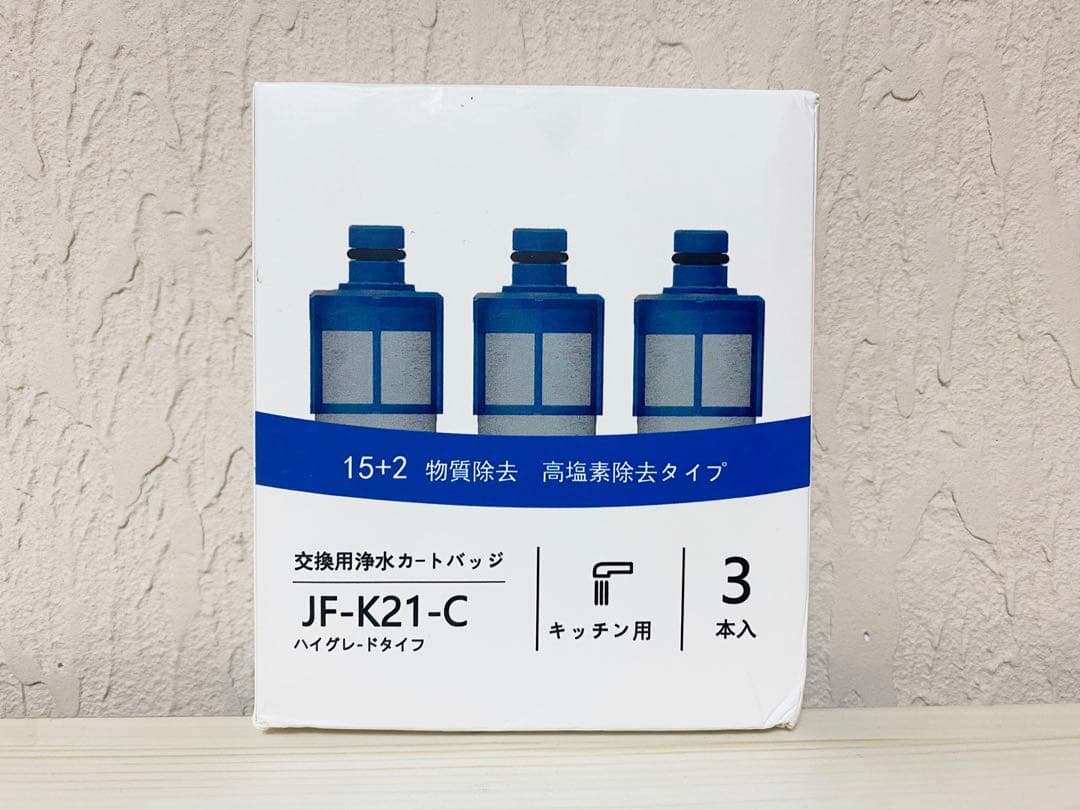 15+2 物質除去 高塩素除去タイプ
交換用浄水カートバッジ
JF-K21-C
ハイグレードタイフ
キッチン用
3
本入